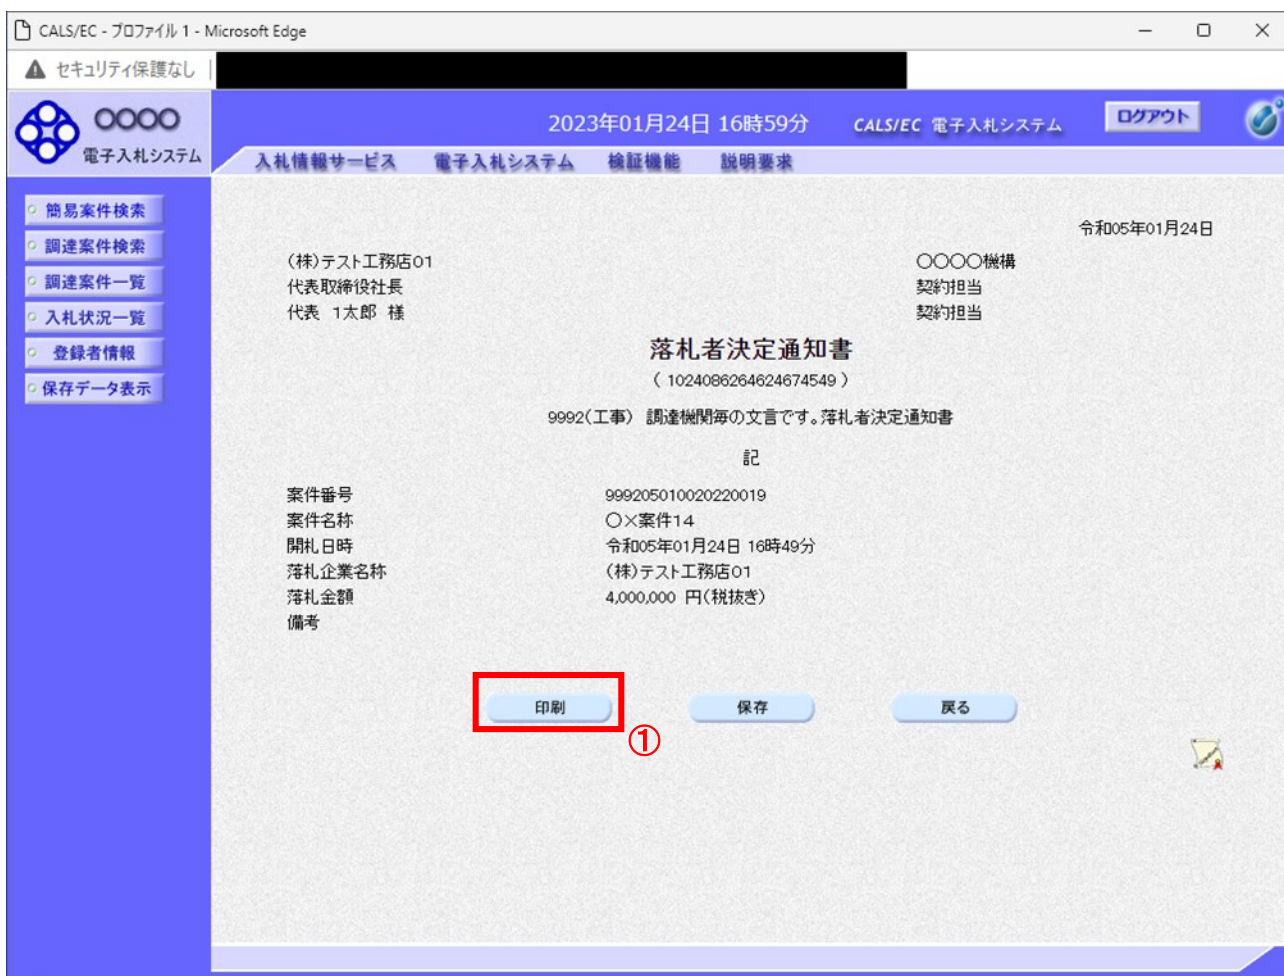 CALS/EC - プロファイル 1 - Microsoft Edge
セキュリティ保護なし
〇〇〇〇
電子入札システム
2023年01月24日 16時59分
CALS/EC 電子入札システム
ログアウト
入札情報サービス 電子入札システム 検証機能 説明要求
簡易案件検索
調達案件検索
調達案件一覧
入札状況一覧
登録者情報
保存データ表示
令和05年01月24日
(株)テスト工務店01
代表取締役社長
代表 1太郎 様
〇〇〇〇機構
契約担当
契約担当
落札者決定通知書
(1024086264624674549)
9992(工事) 調達機関毎の文言です。落札者決定通知書
記
案件番号 999205010020220019
案件名称 〇×案件14
開札日時 令和05年01月24日 16時49分
落札企業名称 (株)テスト工務店01
落札金額 4,000,000 円(税抜き)
備考
印刷 保存 戻る
①